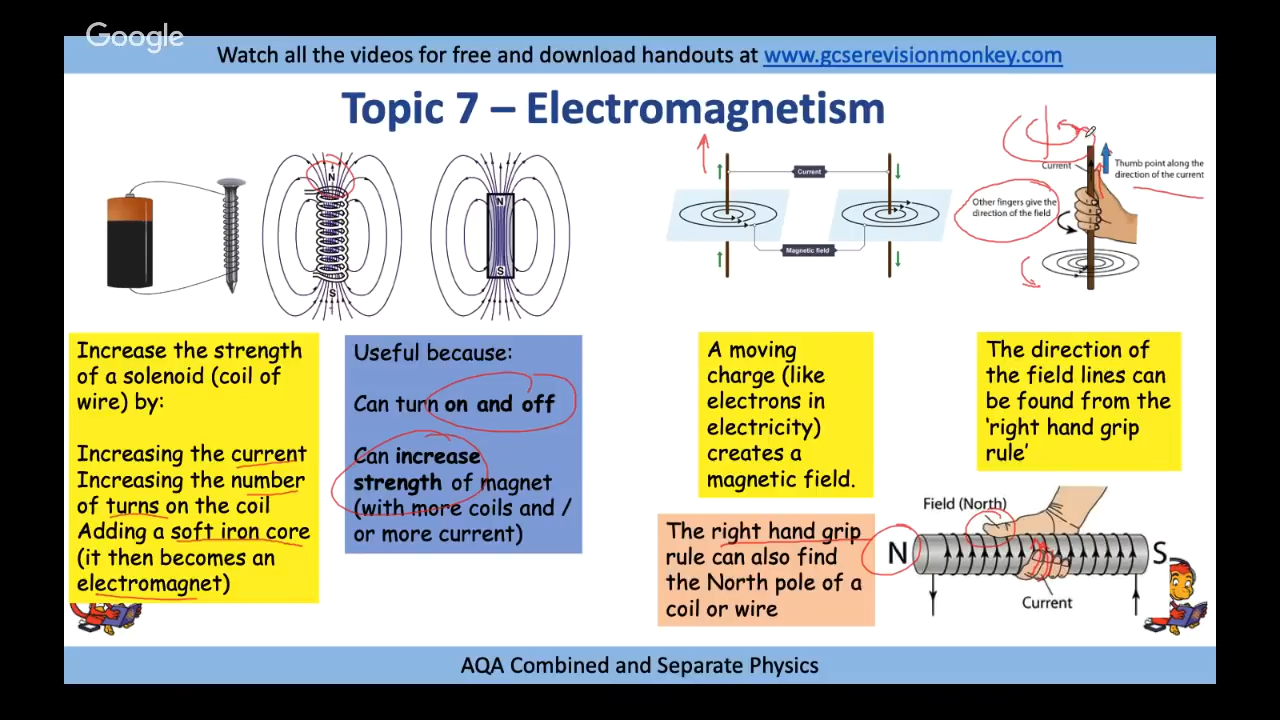 Google
Watch all the videos for free and download handouts at www.gcserevisionmonkey.com
Topic 7 – Electromagnetism
N
S
N
S
Current
Magnetic field
Current
Thumb point along the
direction of the current
Other fingers give the
direction of the field
Increase the strength
of a solenoid (coil of
wire) by:
Increasing the current
Increasing the number
of turns on the coil
Adding a soft iron core
(it then becomes an
electromagnet)
Useful because:
Can turn on and off
Can increase
strength of magnet
(with more coils and /
or more current)
A moving
charge (like
electrons in
electricity)
creates a
magnetic field.
The direction of
the field lines can
be found from the
‘right hand grip
rule’
The right hand grip
rule can also find
the North pole of a
coil or wire
Field (North)
N
S
Current
AQA Combined and Separate Physics